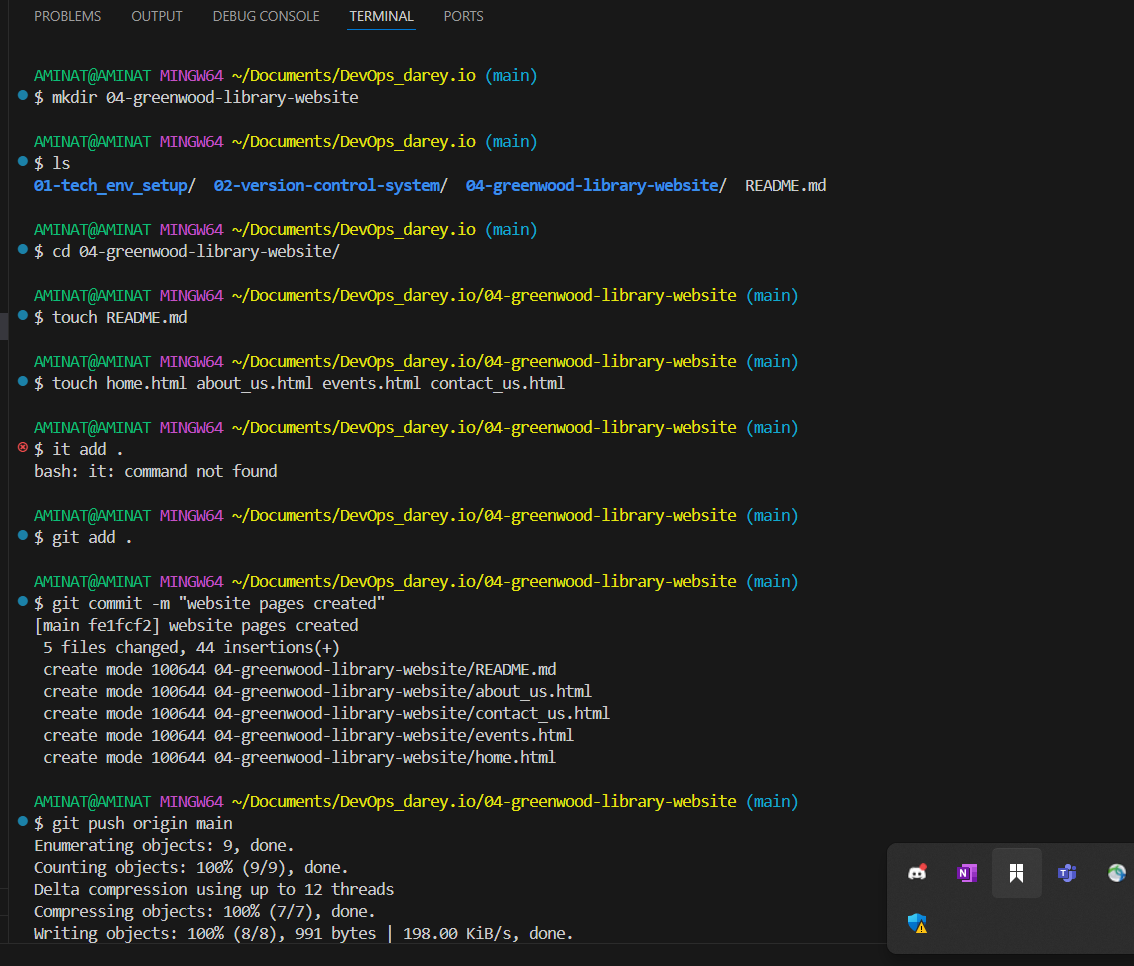 PROBLEMS OUTPUT DEBUG CONSOLE TERMINAL PORTS
AMINAT@AMINAT MINGW64 ~/Documents/DevOps_darey.io (main)
$ mkdir 04-greenwood-library-website
AMINAT@AMINAT MINGW64 ~/Documents/DevOps_darey.io (main)
$ ls
01-tech_env_setup/ 02-version-control-system/ 04-greenwood-library-website/ README.md
AMINAT@AMINAT MINGW64 ~/Documents/DevOps_darey.io (main)
$ cd 04-greenwood-library-website/
AMINAT@AMINAT MINGW64 ~/Documents/DevOps_darey.io/04-greenwood-library-website (main)
$ touch README.md
AMINAT@AMINAT MINGW64 ~/Documents/DevOps_darey.io/04-greenwood-library-website (main)
$ touch home.html about_us.html events.html contact_us.html
AMINAT@AMINAT MINGW64 ~/Documents/DevOps_darey.io/04-greenwood-library-website (main)
$ it add .
bash: it: command not found
AMINAT@AMINAT MINGW64 ~/Documents/DevOps_darey.io/04-greenwood-library-website (main)
$ git add .
AMINAT@AMINAT MINGW64 ~/Documents/DevOps_darey.io/04-greenwood-library-website (main)
$ git commit -m "website pages created"
[main fe1fcf2] website pages created
5 files changed, 44 insertions(+)
create mode 100644 04-greenwood-library-website/README.md
create mode 100644 04-greenwood-library-website/about_us.html
create mode 100644 04-greenwood-library-website/contact_us.html
create mode 100644 04-greenwood-library-website/events.html
create mode 100644 04-greenwood-library-website/home.html
AMINAT@AMINAT MINGW64 ~/Documents/DevOps_darey.io/04-greenwood-library-website (main)
$ git push origin main
Enumerating objects: 9, done.
Counting objects: 100% (9/9), done.
Delta compression using up to 12 threads
Compressing objects: 100% (7/7), done.
Writing objects: 100% (8/8), 991 bytes | 198.00 KiB/s, done.